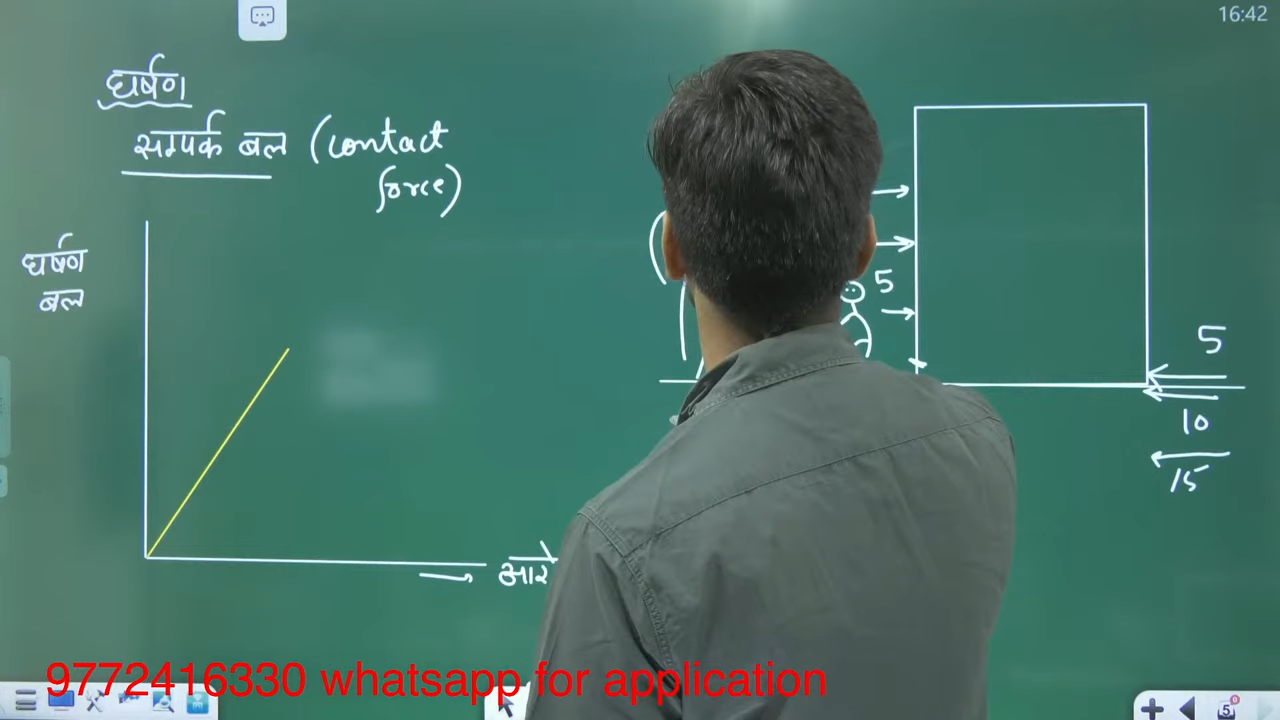 16:42
घर्षण
सम्पर्क बल (contact
force)
घर्षण
बल
5
5
10
15
9772416330 whatsapp for application
5